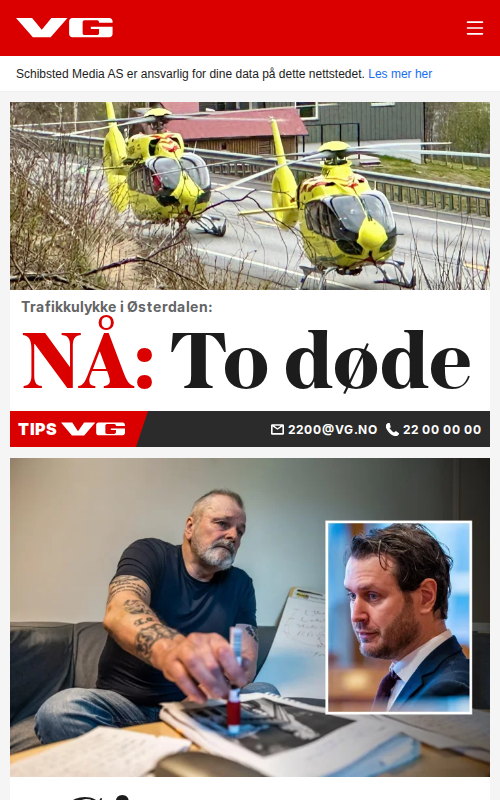 VG
Schibsted Media AS er ansvarlig for dine data på dette nettstedet. Les mer her
Trafikkulykke i Østerdalen:
NÅ: To døde
TIPS VG 2200@VG.NO 22 00 00 00